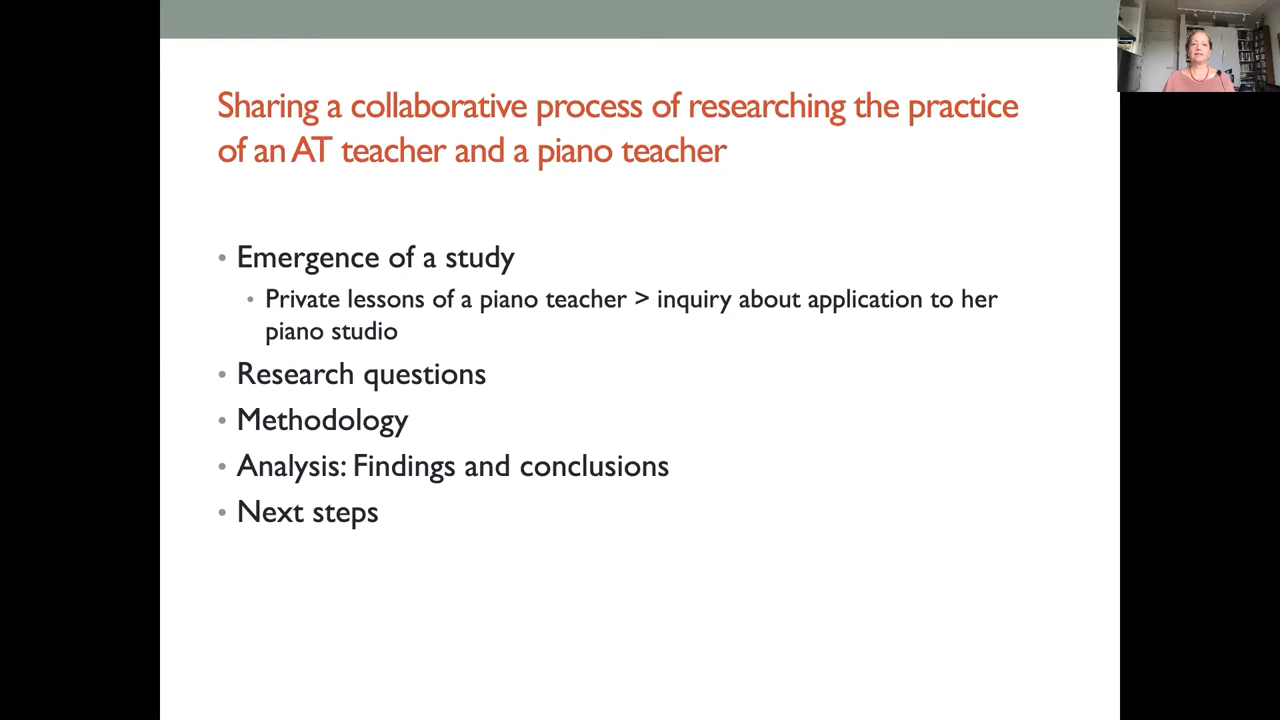 Sharing a collaborative process of researching the practice
of an AT teacher and a piano teacher
• Emergence of a study
• Private lessons of a piano teacher > inquiry about application to her
piano studio
• Research questions
• Methodology
• Analysis: Findings and conclusions
• Next steps